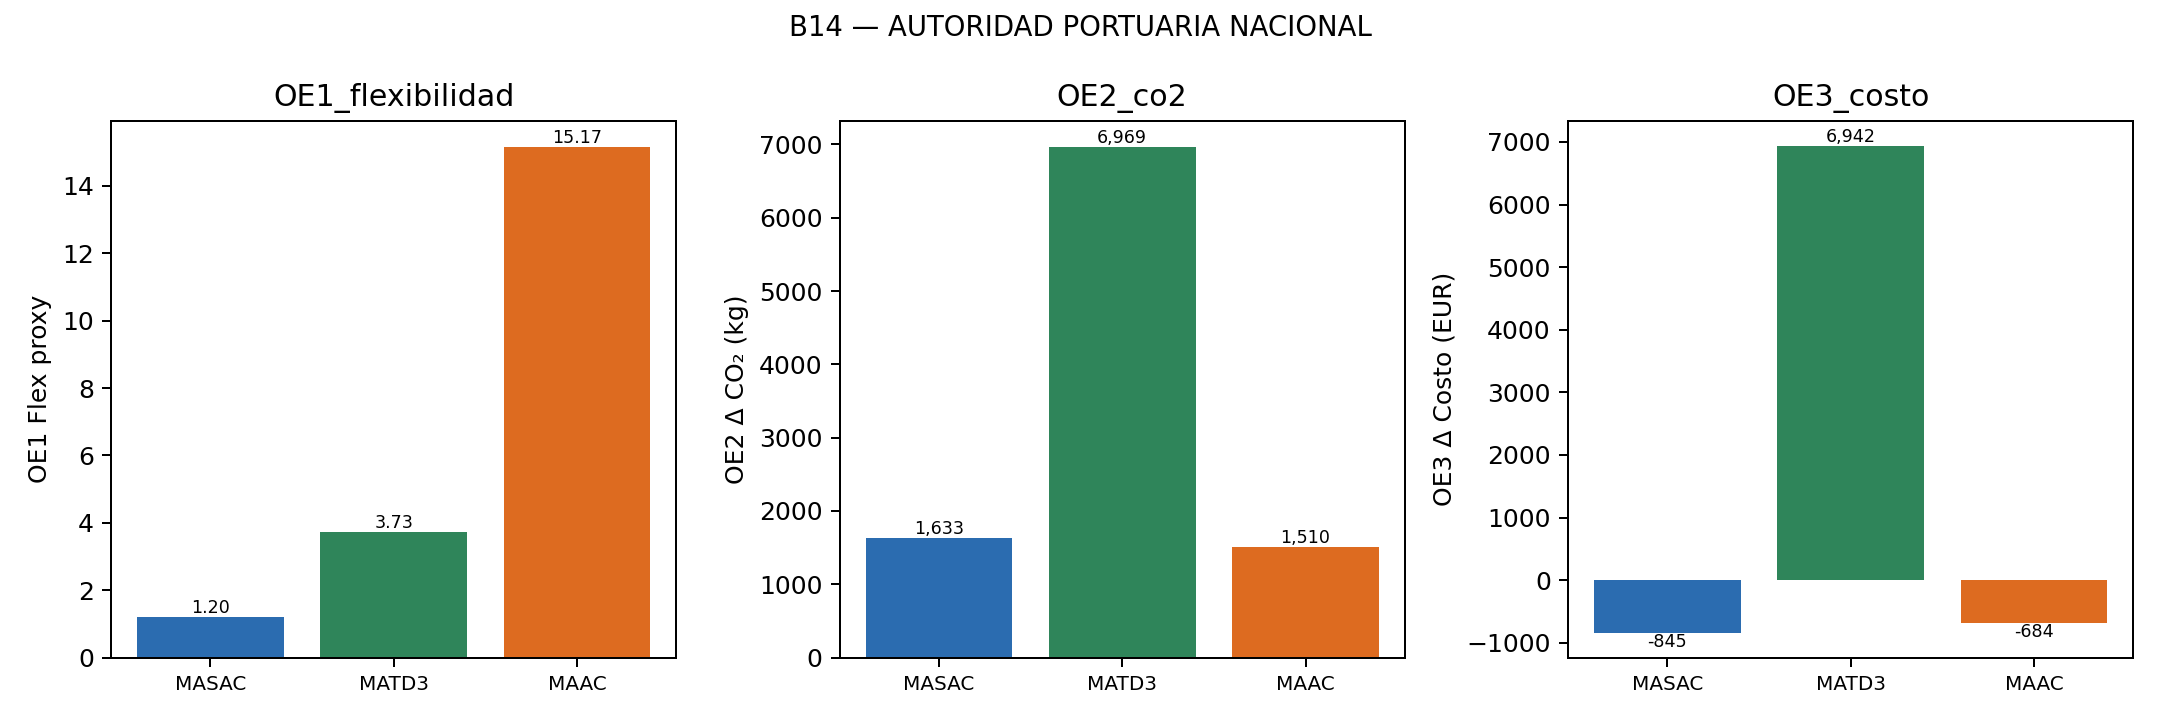 B14 — AUTORIDAD PORTUARIA NACIONAL
OE1_flexibilidad
OE1 Flex proxy
14
12
10
8
6
4
2
0
1.20
3.73
15.17
MASAC
MATD3
MAAC
OE2_co2
OE2 Δ CO₂ (kg)
7000
6000
5000
4000
3000
2000
1000
0
1,633
6,969
1,510
MASAC
MATD3
MAAC
OE3_costo
OE3 Δ Costo (EUR)
7000
6000
5000
4000
3000
2000
1000
0
−1000
-845
6,942
-684
MASAC
MATD3
MAAC